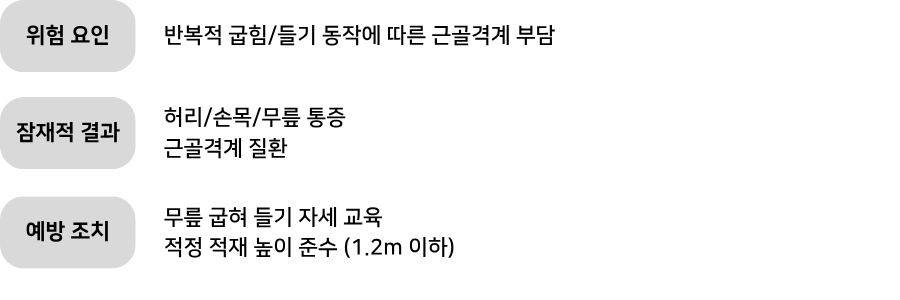 위험 요인
반복적 굽힘/들기 동작에 따른 근골격계 부담
잠재적 결과
허리/손목/무릎 통증
근골격계 질환
예방 조치
무릎 굽혀 들기 자세 교육
적정 적재 높이 준수 (1.2m 이하)